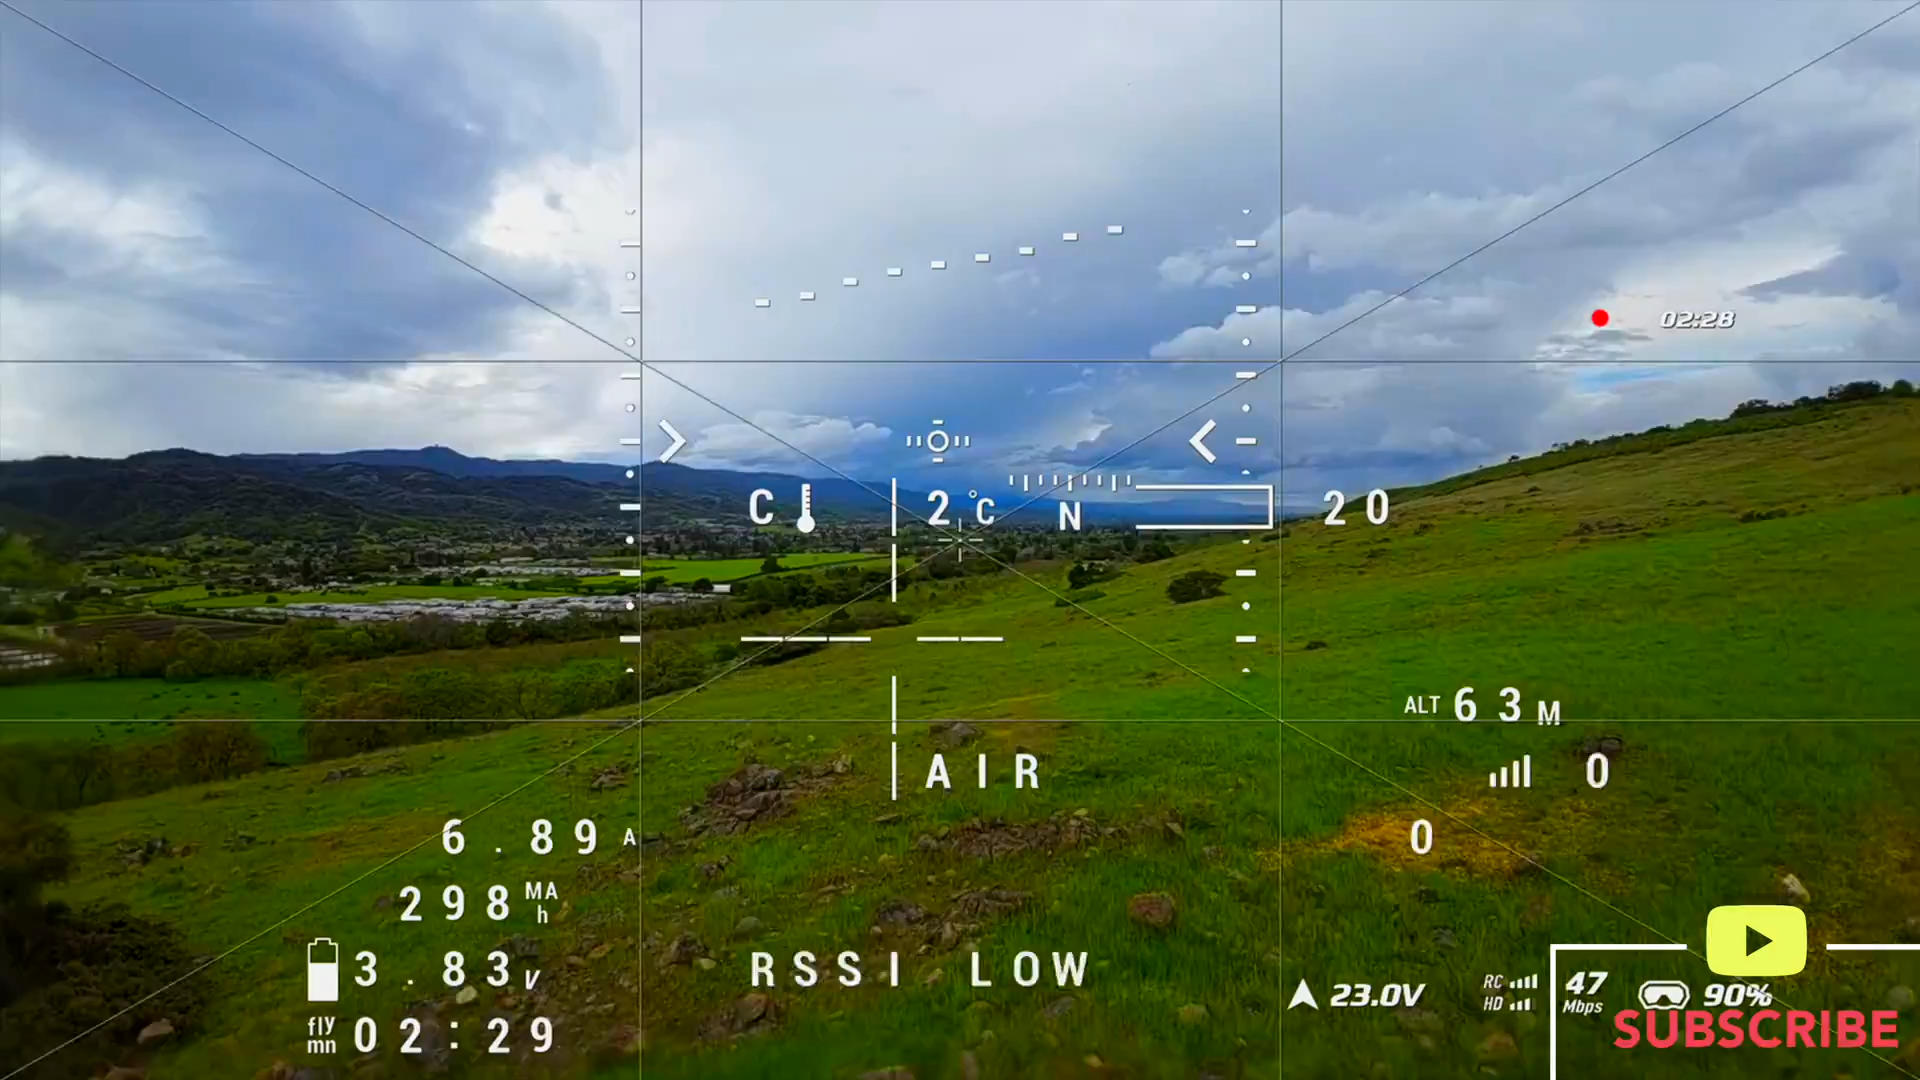 02:28
C 2 °C N 20
ALT 63 M
AIR
0
6.89 A
0
298 MAh
3.83 V
RSSI LOW
23.0V
RC
HD
47 Mbps
90%
fly mn 02:29
SUBSCRIBE